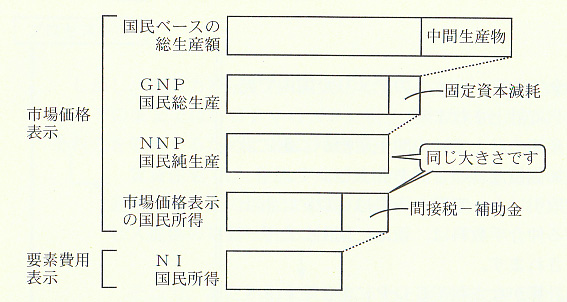 国民ベースの
総生産額
中間生産物
GNP
国民総生産
固定資本減耗
市場価格
表示
NNP
国民純生産
同じ大きさです
市場価格表示
の国民所得
間接税－補助金
要素費用
表示
NI
国民所得